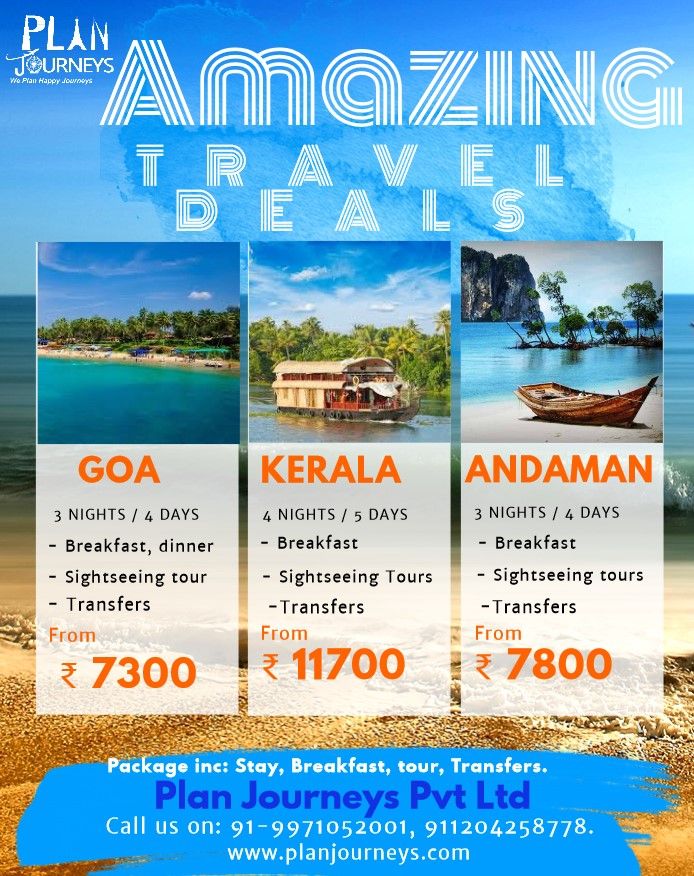 PLAN
JOURNEYS
We Plan Happy Journeys
AmaZING
TRAVEL
DEALS
GOA
3 NIGHTS / 4 DAYS
- Breakfast, dinner
- Sightseeing tour
- Transfers
From
₹ 7300
KERALA
4 NIGHTS / 5 DAYS
- Breakfast
- Sightseeing Tours
-Transfers
From
₹ 11700
ANDAMAN
3 NIGHTS / 4 DAYS
- Breakfast
- Sightseeing tours
-Transfers
From
₹ 7800
Package inc: Stay, Breakfast, tour, Transfers.
Plan Journeys Pvt Ltd
Call us on: 91-9971052001, 911204258778.
www.planjourneys.com